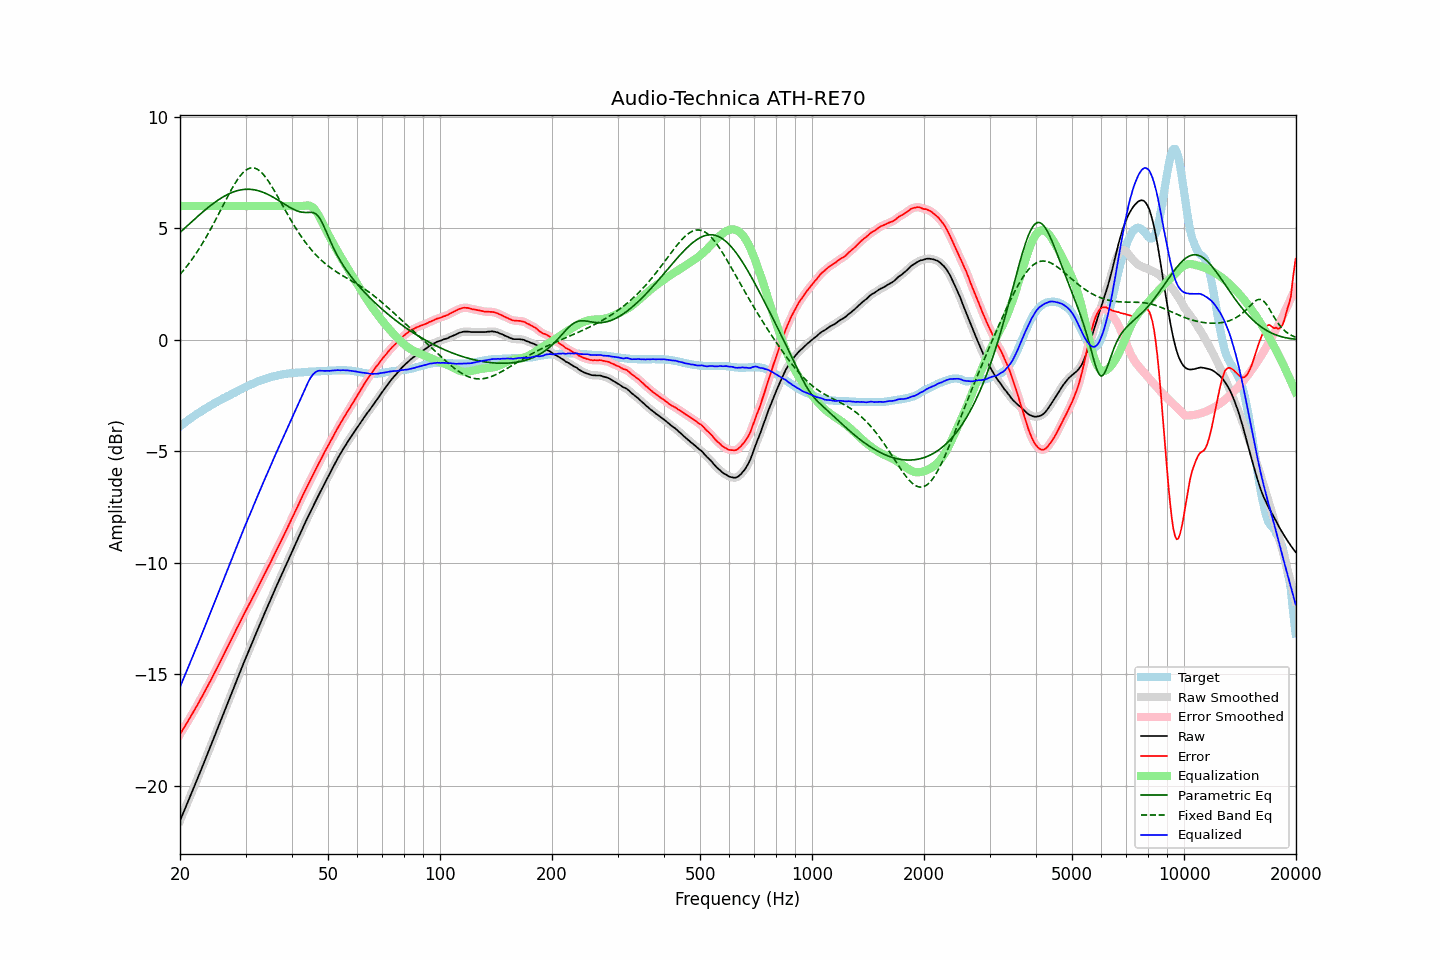 Audio-Technica ATH-RE70
10
5
0
−5
−10
−15
−20
Amplitude (dBr)
20 50 100 200 500 1000 2000 5000 10000 20000
Frequency (Hz)
Target
Raw Smoothed
Error Smoothed
Raw
Error
Equalization
Parametric Eq
Fixed Band Eq
Equalized